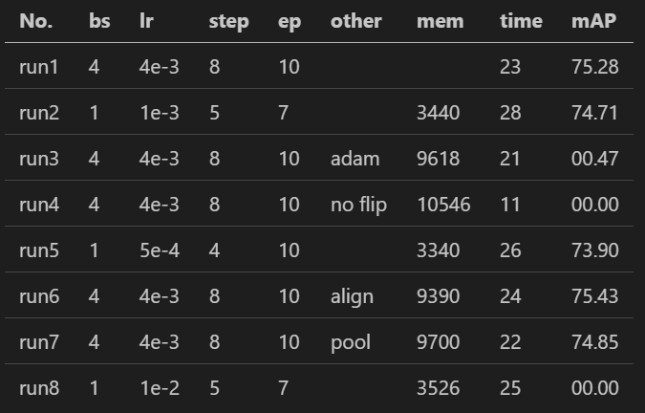 No. bs lr step ep other mem time mAP
run1 4 4e-3 8 10 23 75.28
run2 1 1e-3 5 7 3440 28 74.71
run3 4 4e-3 8 10 adam 9618 21 00.47
run4 4 4e-3 8 10 no flip 10546 11 00.00
run5 1 5e-4 4 10 3340 26 73.90
run6 4 4e-3 8 10 align 9390 24 75.43
run7 4 4e-3 8 10 pool 9700 22 74.85
run8 1 1e-2 5 7 3526 25 00.00